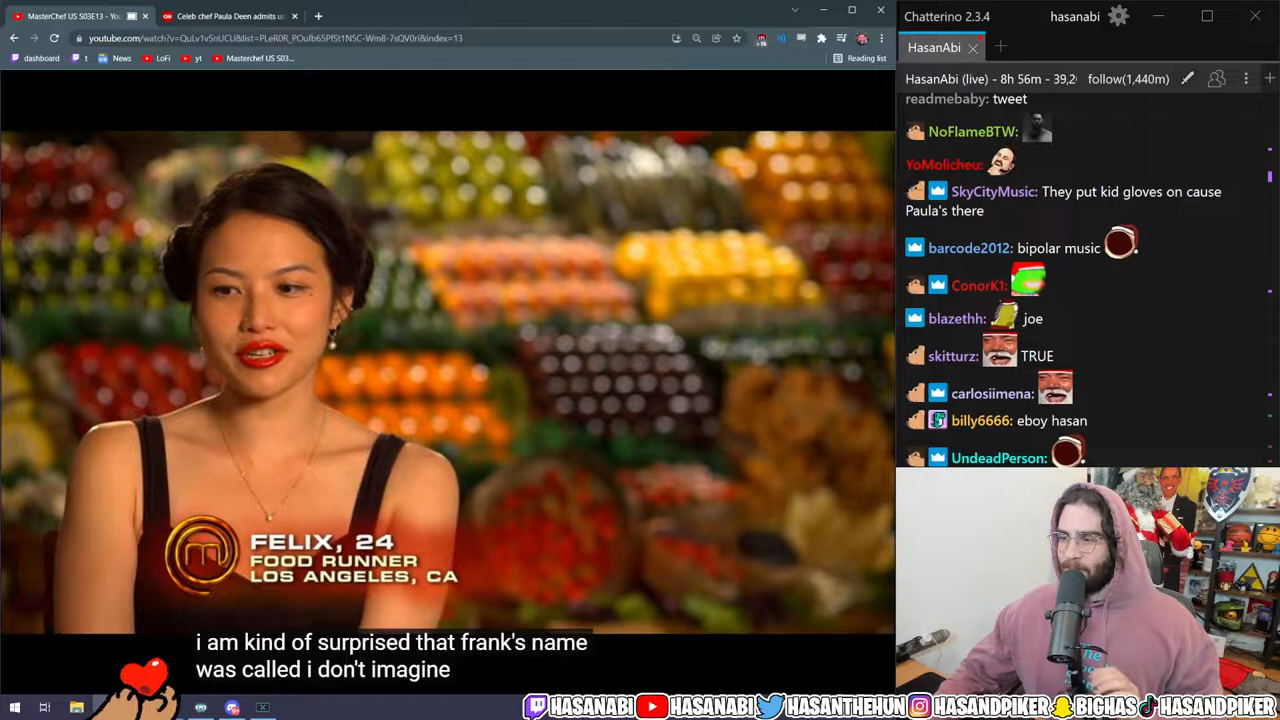 MasterChef US S03E13 - You
Celeb chef Paula Deen admits us
youtube.com/watch?v=QuLv1v5nUCU&list=PLeR0R_POufb65PfSt1N5C-Wm8-7sQV0ri&index=13
dashboard
t
News
LoFi
yt
Masterchef US S03...
Reading list
FELIX, 24
FOOD RUNNER
LOS ANGELES, CA
i am kind of surprised that frank's name
was called i don't imagine
Chatterino 2.3.4
hasanabi
HasanAbi
HasanAbi (live) - 8h 56m - 39,2
follow(1,440m)
readmebaby: tweet
NoFlameBTW:
YoMolicheu:
SkyCityMusic: They put kid gloves on cause
Paula's there
barcode2012: bipolar music
ConorK1:
blazethh: joe
skitturz: TRUE
carlosiimena:
billy6666: eboy hasan
UndeadPerson:
HASANABI HASANABI HASANTHEHUN HASANDPIKER BIGHAS HASANDPIKER